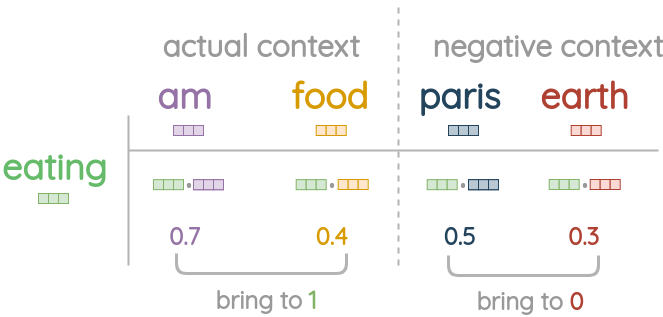 actual context
negative context
am food paris earth
eating
0.7 0.4 0.5 0.3
bring to 1
bring to 0